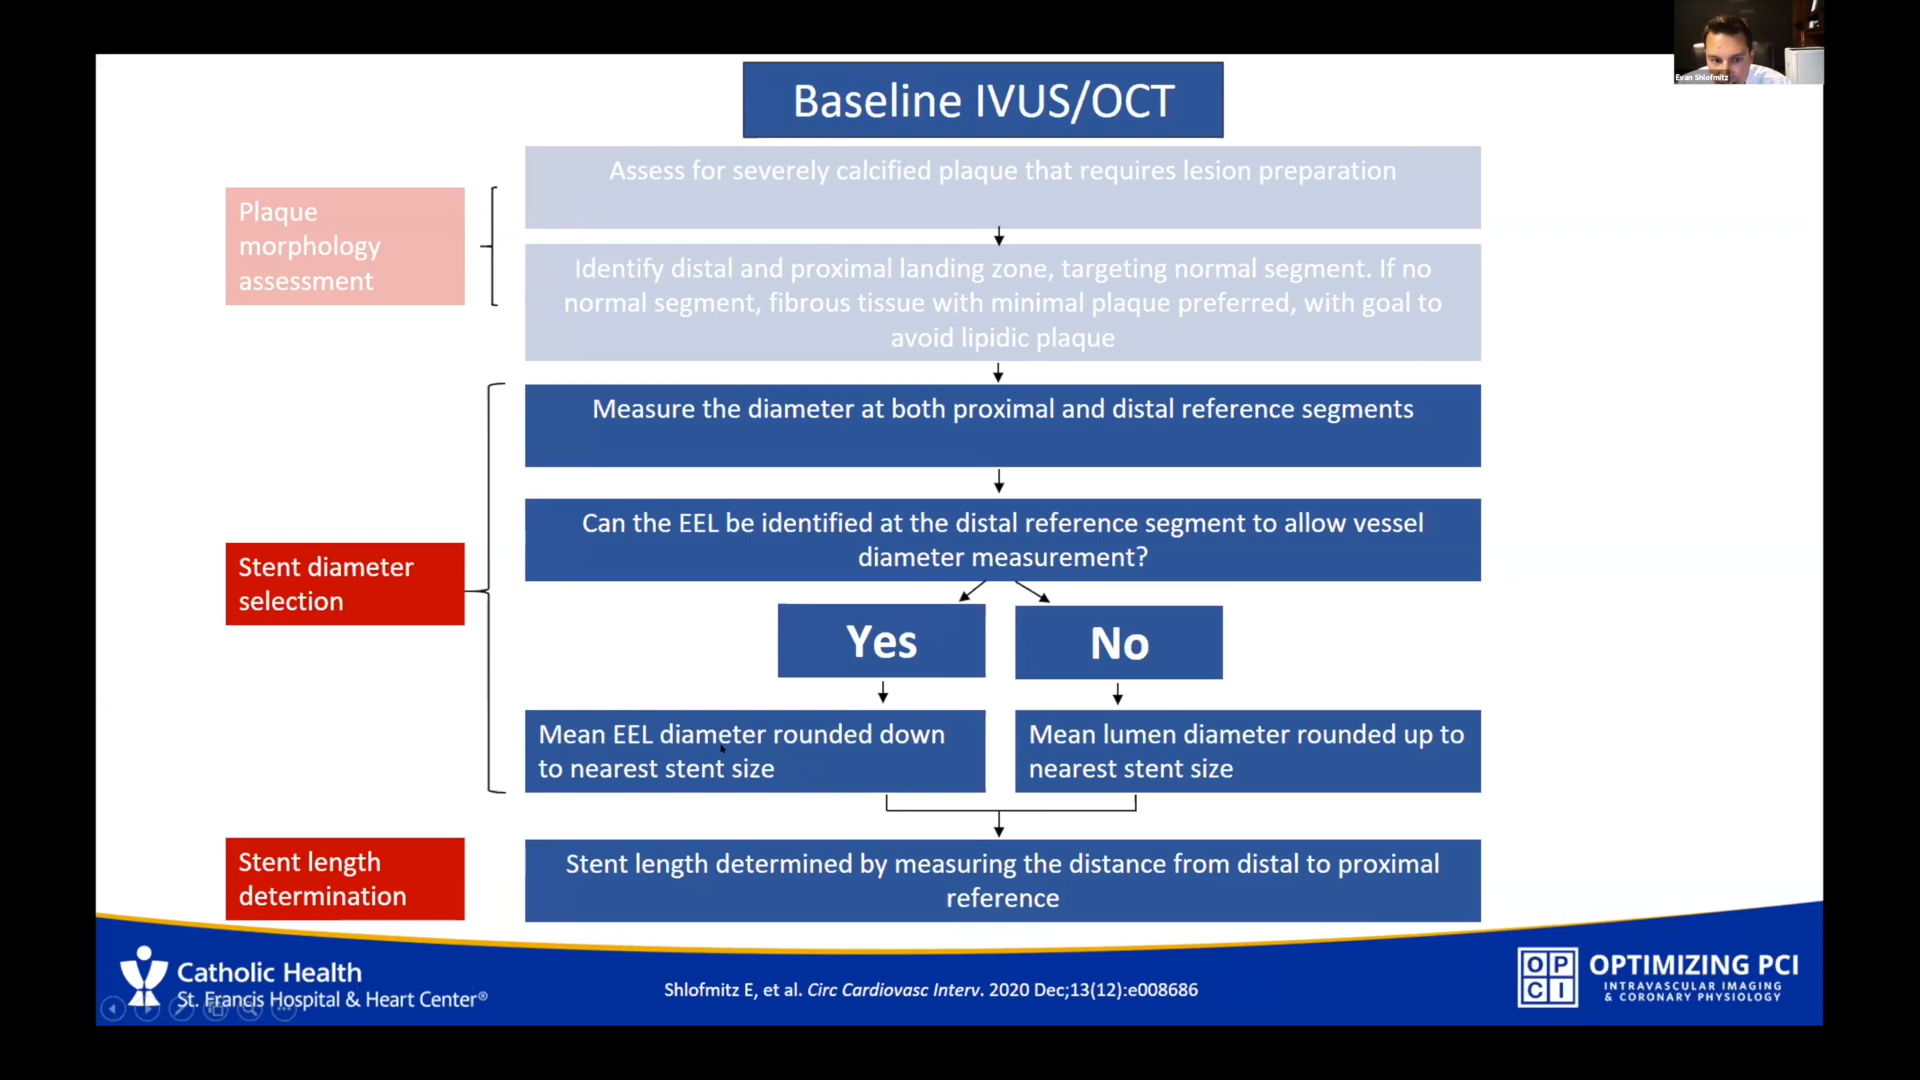 Evan Shlofmitz
Baseline IVUS/OCT
Plaque
morphology
assessment
Assess for severely calcified plaque that requires lesion preparation
Identify distal and proximal landing zone, targeting normal segment. If no
normal segment, fibrous tissue with minimal plaque preferred, with goal to
avoid lipidic plaque
Stent diameter
selection
Measure the diameter at both proximal and distal reference segments
Can the EEL be identified at the distal reference segment to allow vessel
diameter measurement?
Yes
No
Mean EEL diameter rounded down
to nearest stent size
Mean lumen diameter rounded up to
nearest stent size
Stent length
determination
Stent length determined by measuring the distance from distal to proximal
reference
Catholic Health
St. Francis Hospital & Heart Center®
Shlofmitz E, et al. Circ Cardiovasc Interv. 2020 Dec;13(12):e008686
OP
CI
OPTIMIZING PCI
INTRAVASCULAR IMAGING
& CORONARY PHYSIOLOGY